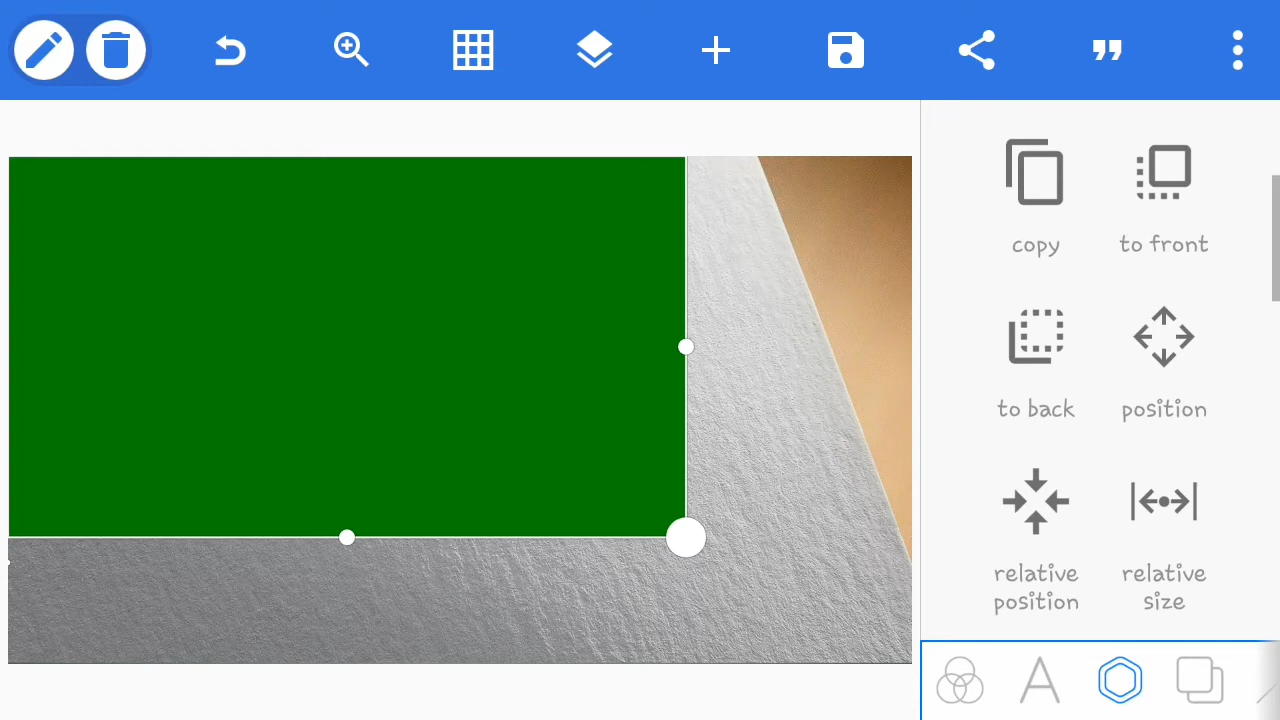 copy
to front
to back
position
relative
position
relative
size